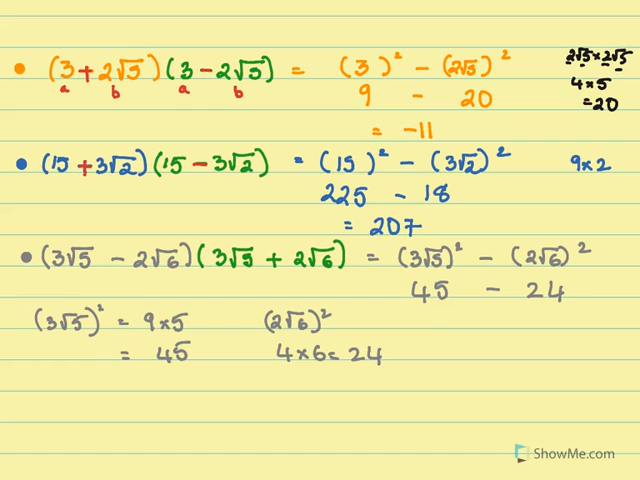 • (3 + 2√5)(3 - 2√5) = (3)² - (2√5)²
a b a b
2√5 × 2√5
4 × 5
= 20
9 - 20
= -11
• (15 + 3√2)(15 - 3√2) = (15)² - (3√2)²
9 × 2
225 - 18
= 207
• (3√5 - 2√6)(3√5 + 2√6) = (3√5)² - (2√6)²
45 - 24
(3√5)² = 9 × 5
= 45
(2√6)²
4 × 6 = 24
ShowMe.com